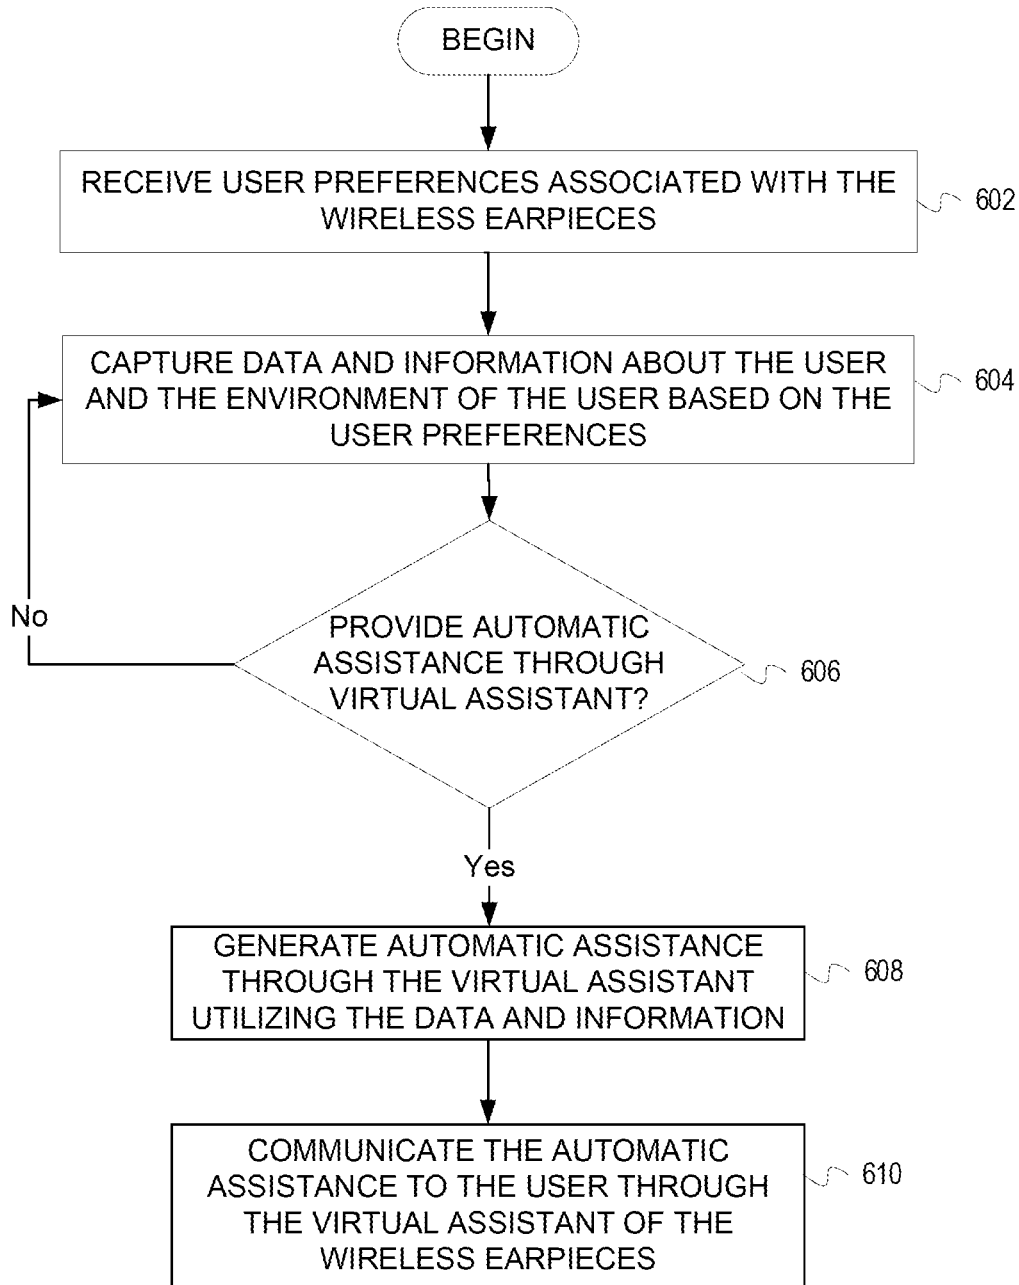 BEGIN
RECEIVE USER PREFERENCES ASSOCIATED WITH THE
WIRELESS EARPIECES
602
CAPTURE DATA AND INFORMATION ABOUT THE USER
AND THE ENVIRONMENT OF THE USER BASED ON THE
USER PREFERENCES
604
No
PROVIDE AUTOMATIC
ASSISTANCE THROUGH
VIRTUAL ASSISTANT?
606
Yes
GENERATE AUTOMATIC ASSISTANCE
THROUGH THE VIRTUAL ASSISTANT
UTILIZING THE DATA AND INFORMATION
608
COMMUNICATE THE AUTOMATIC
ASSISTANCE TO THE USER THROUGH
THE VIRTUAL ASSISTANT OF THE
WIRELESS EARPIECES
610